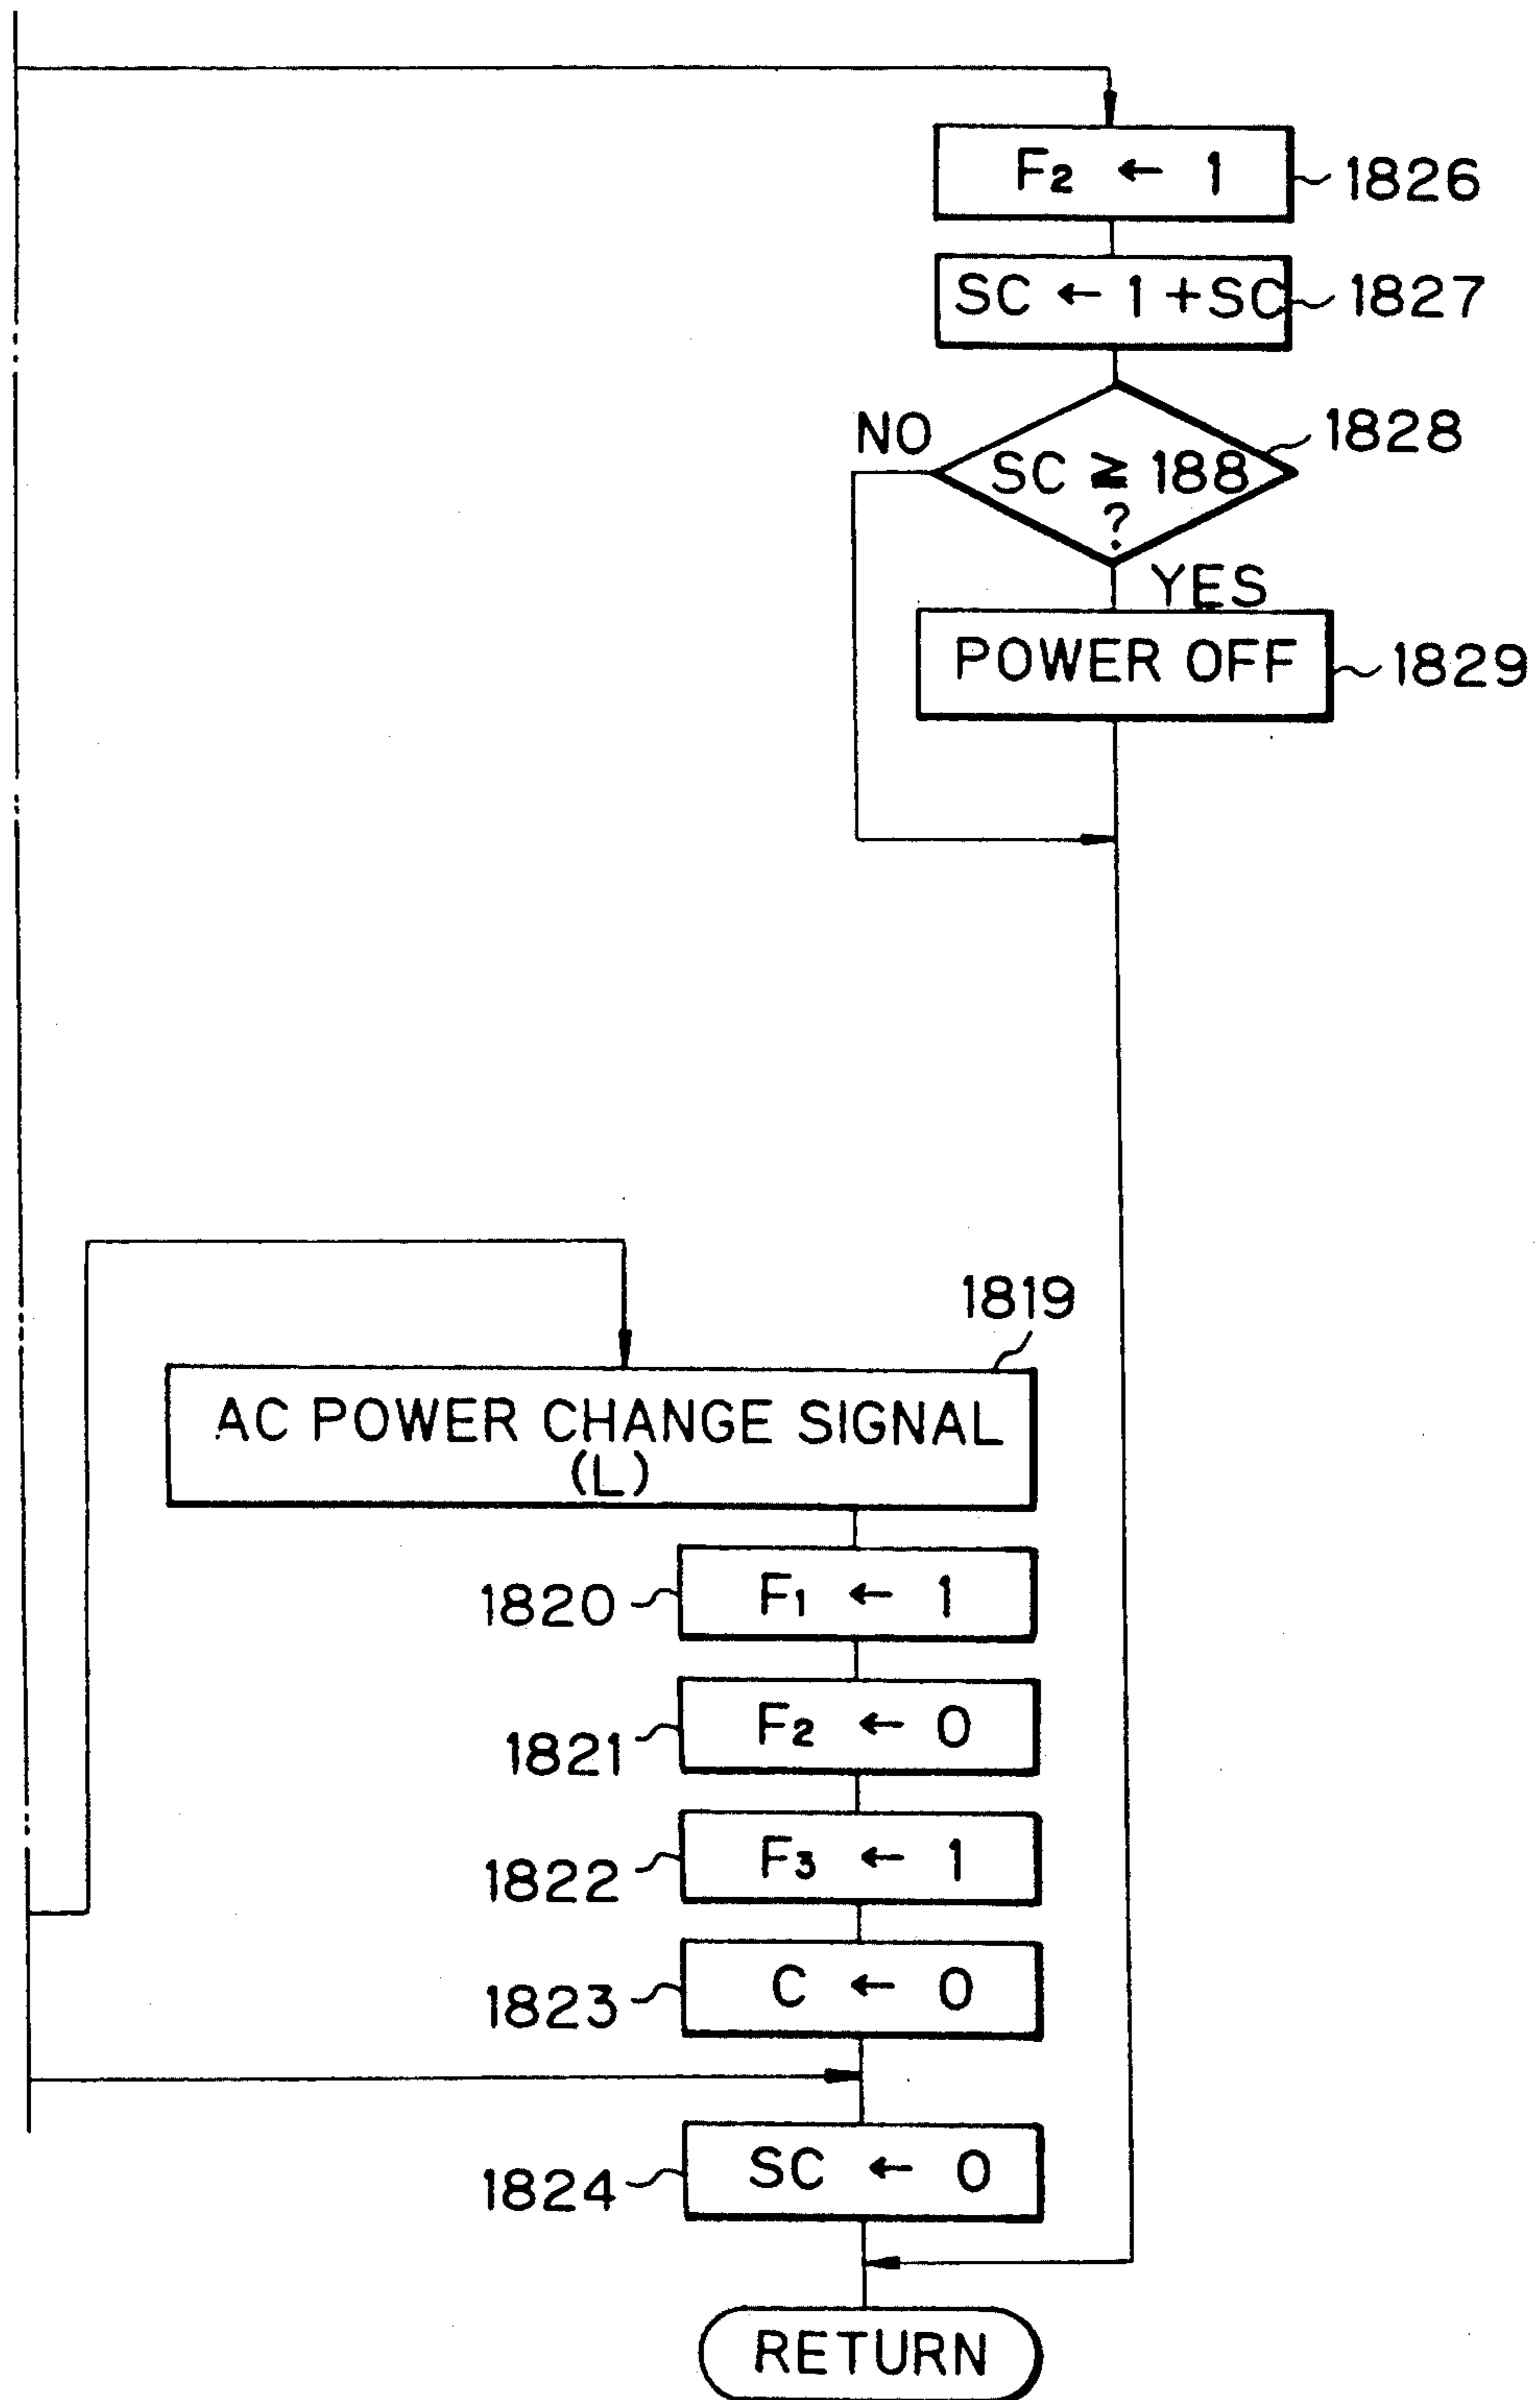 F2 ← 1
1826
SC ← 1 + SC
1827
1828
NO
SC ≧ 188
?
YES
POWER OFF
1829
1819
AC POWER CHANGE SIGNAL
(L)
F1 ← 1
1820
F2 ← 0
1821
F3 ← 1
1822
C ← 0
1823
SC ← 0
1824
RETURN